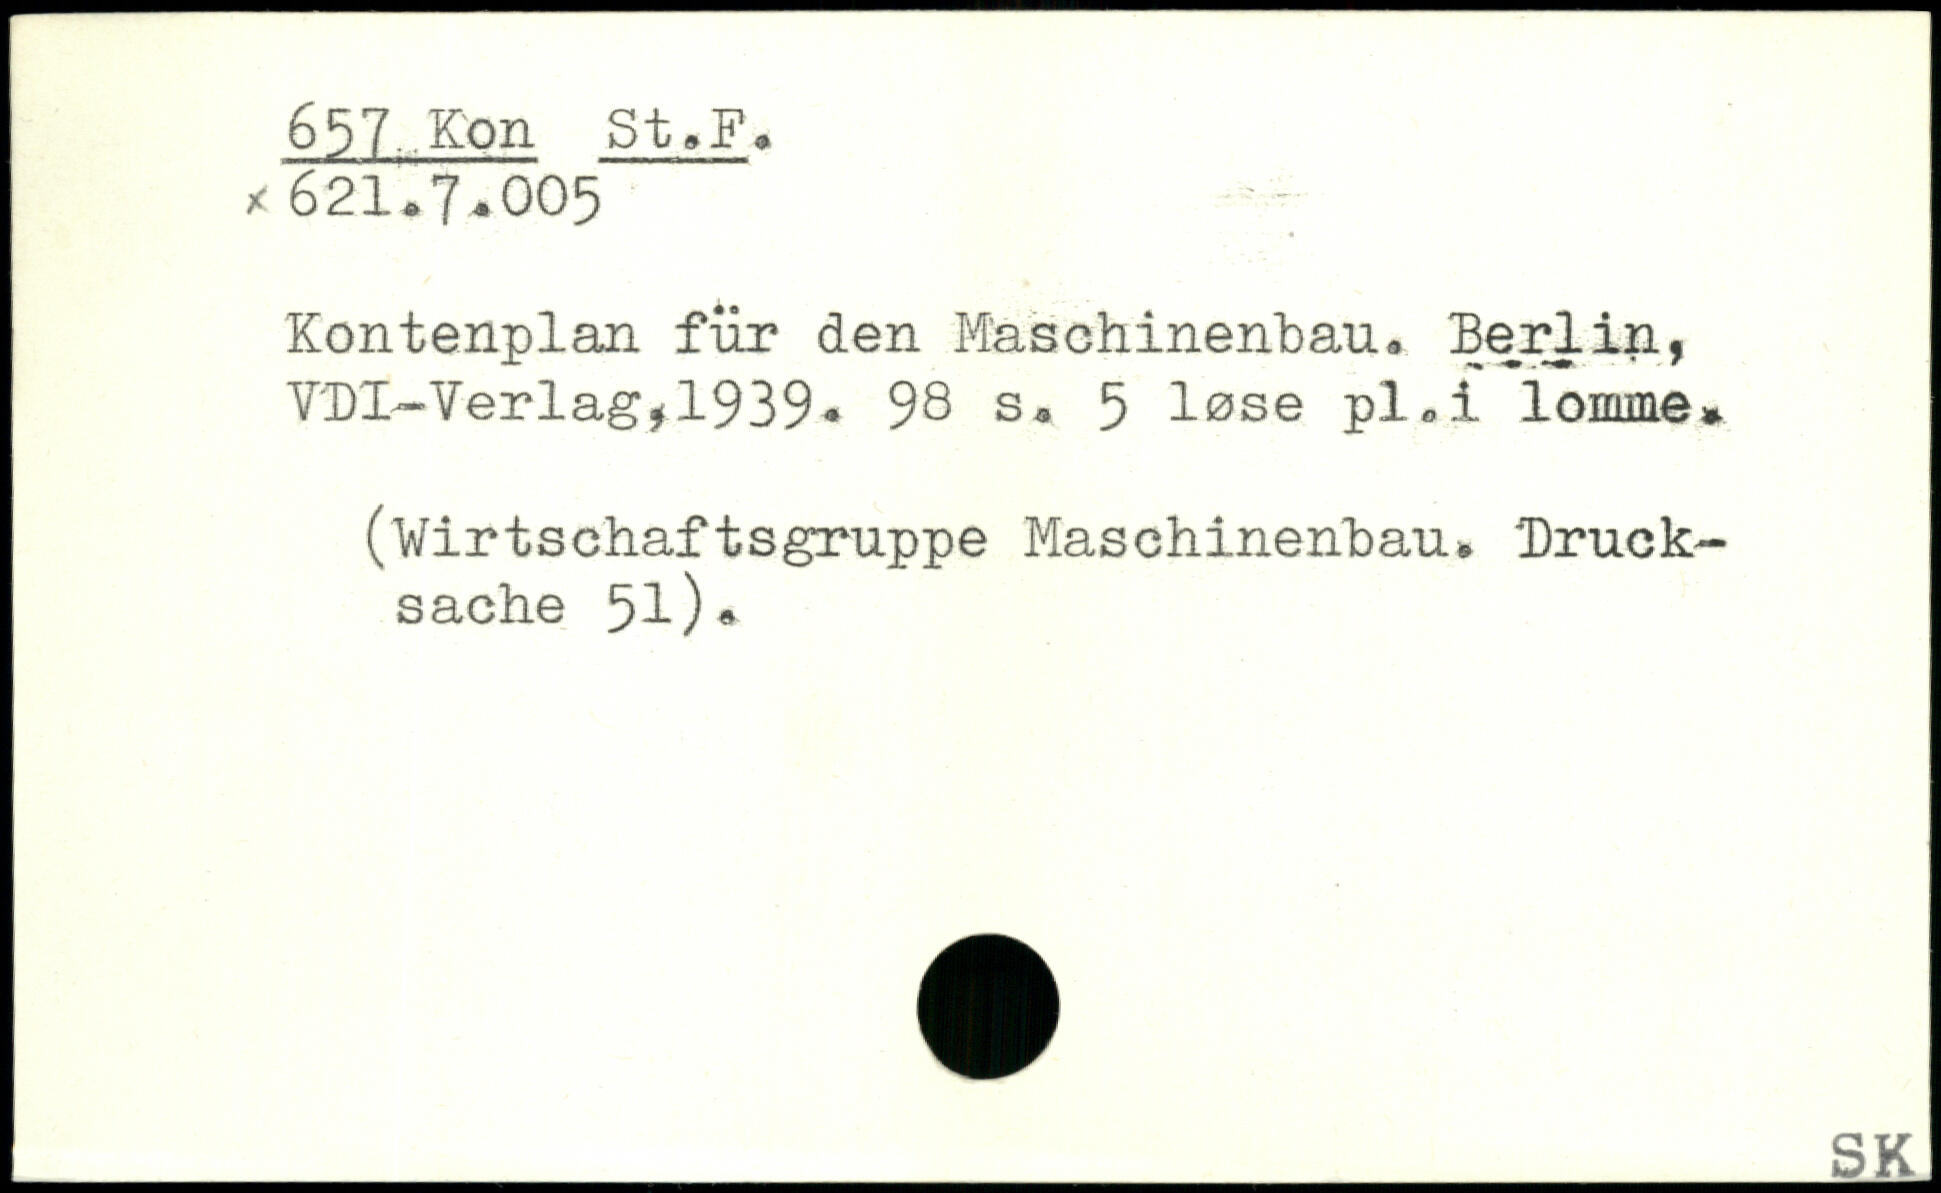 657 Kon St.F.
x 621.7.005
Kontenplan für den Maschinenbau. Berlin,
VDI-Verlag,1939. 98 s. 5 løse pl.i lomme.
(Wirtschaftsgruppe Maschinenbau. Druck-
sache 51).
SK